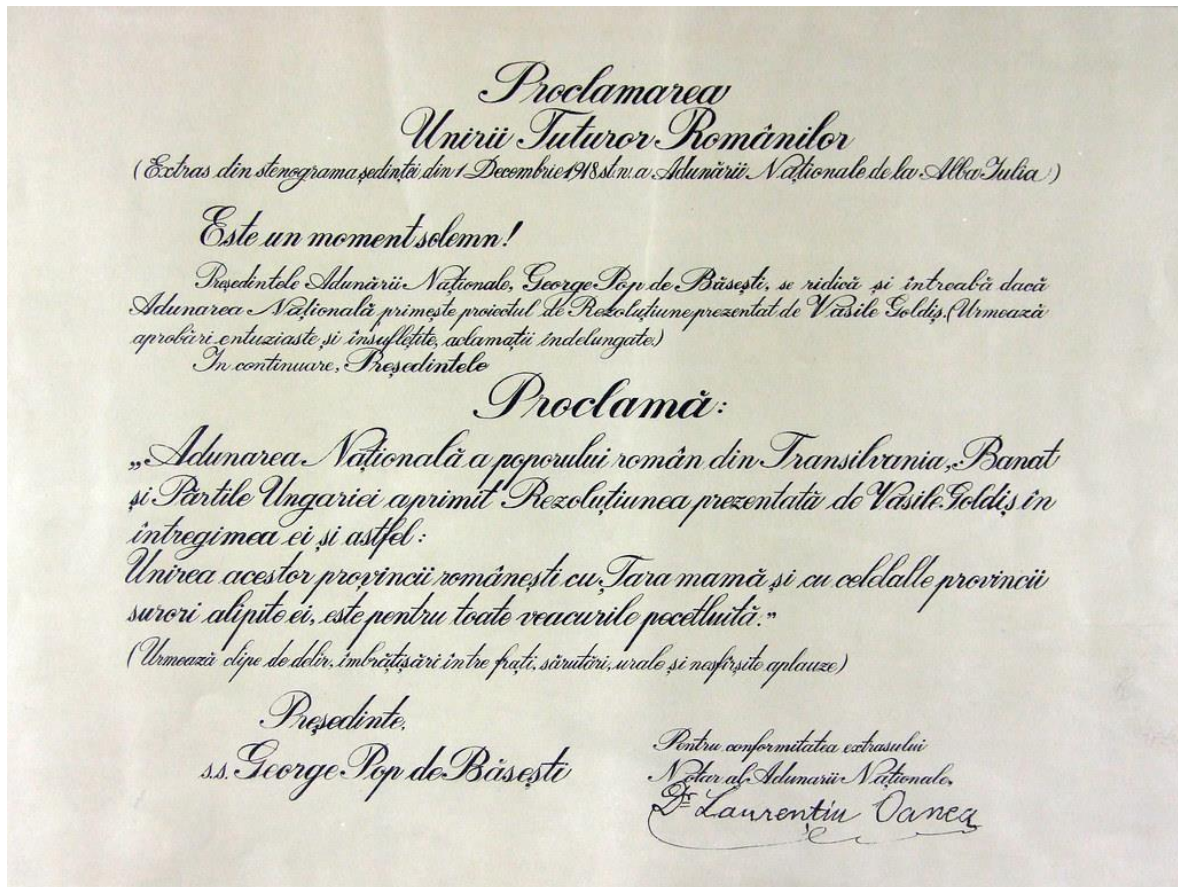 Proclamarea
Unirii Tuturor Românilor
(Extras din stenograma ședinței din 1 Decembrie 1918 st. n. a Adunării Naționale de la Alba Iulia)
Este un moment solemn!
Președintele Adunării Naționale, George Pop de Băsești, se ridică și întreabă dacă
Adunarea Națională primește proiectul de Rezoluțiune prezentat de Vasile Goldiș. (Urmează
aprobări entuziaste și însuflețite, aclamații îndelungate)
In continuare, Președintele
Proclamă:
„Adunarea Națională a poporului român din Transilvania, Banat
și Părțile Ungariei a primit Rezoluțiunea prezentată de Vasile Goldiș în
întregimea ei și astfel:
Unirea acestor provincii românești cu Țara mamă și cu celdalte provincii
surori alipite ei, este pentru toate veacurile pecetluită.”
(Urmează clipe de delir, îmbrățișări între frați, sărutări, urale și nesfîrșite aplauze)
Președinte,
ss. George Pop de Băsești
Pentru conformitatea extrasului
Notar al Adunarii Naționale,
Dr Laurențiu Oanea